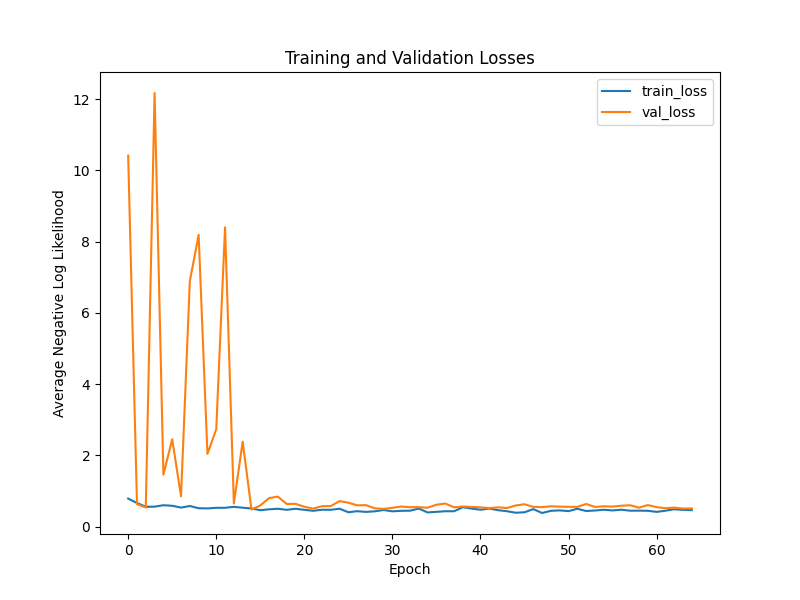 Training and Validation Losses
train_loss
val_loss
12
10
8
6
4
2
0
Average Negative Log Likelihood
0 10 20 30 40 50 60
Epoch